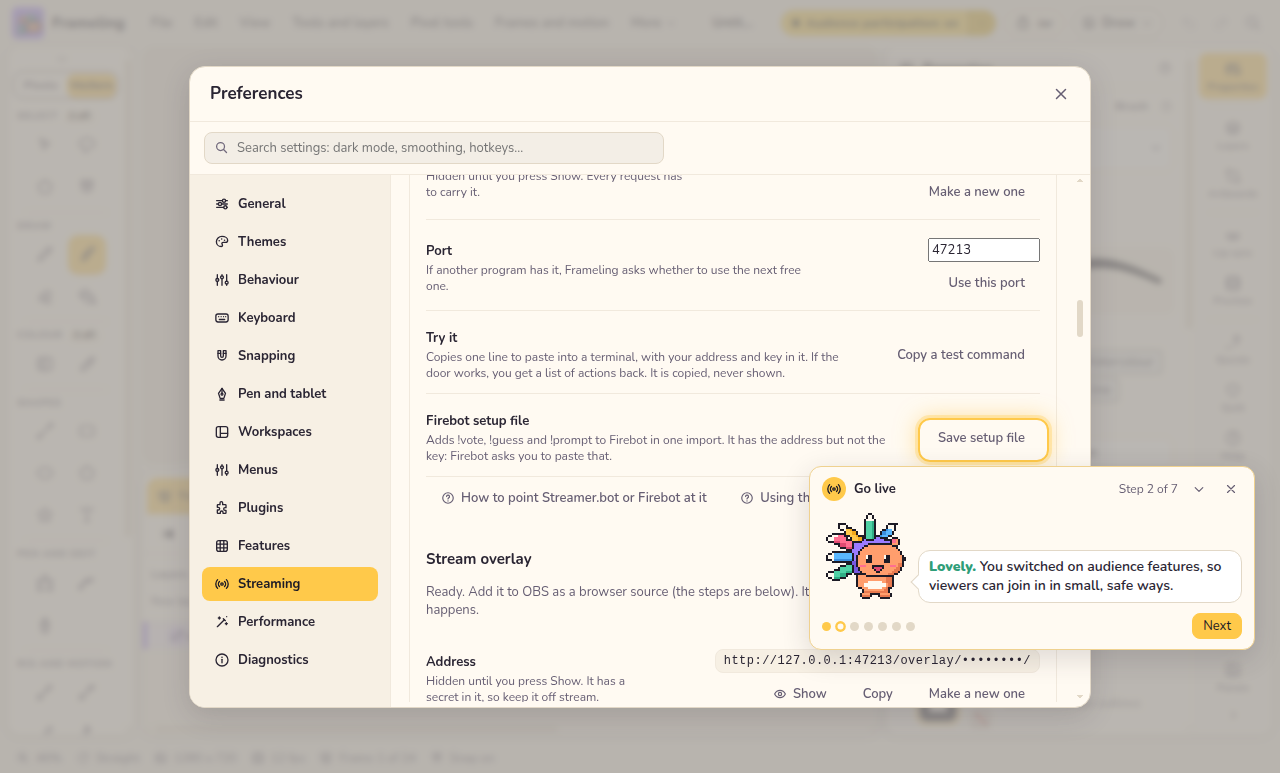 Preferences
Search settings: dark mode, smoothing, hotkeys...
General
Themes
Behaviour
Keyboard
Snapping
Pen and tablet
Workspaces
Menus
Plugins
Features
Streaming
Performance
Diagnostics
Hidden until you press Show. Every request has
to carry it.
Make a new one
Port
If another program has it, Frameling asks whether to use the next free
one.
47213
Use this port
Try it
Copies one line to paste into a terminal, with your address and key in it. If the
door works, you get a list of actions back. It is copied, never shown.
Copy a test command
Firebot setup file
Adds !vote, !guess and !prompt to Firebot in one import. It has the address but not the
key: Firebot asks you to paste that.
Save setup file
How to point Streamer.bot or Firebot at it
Using th
Stream overlay
Ready. Add it to OBS as a browser source (the steps are below). It
happens.
Address
Hidden until you press Show. It has a
secret in it, so keep it off stream.
http://127.0.0.1:47213/overlay/••••••••/
Show
Copy
Make a new one
Go live
Step 2 of 7
Lovely. You switched on audience features, so
viewers can join in in small, safe ways.
Next